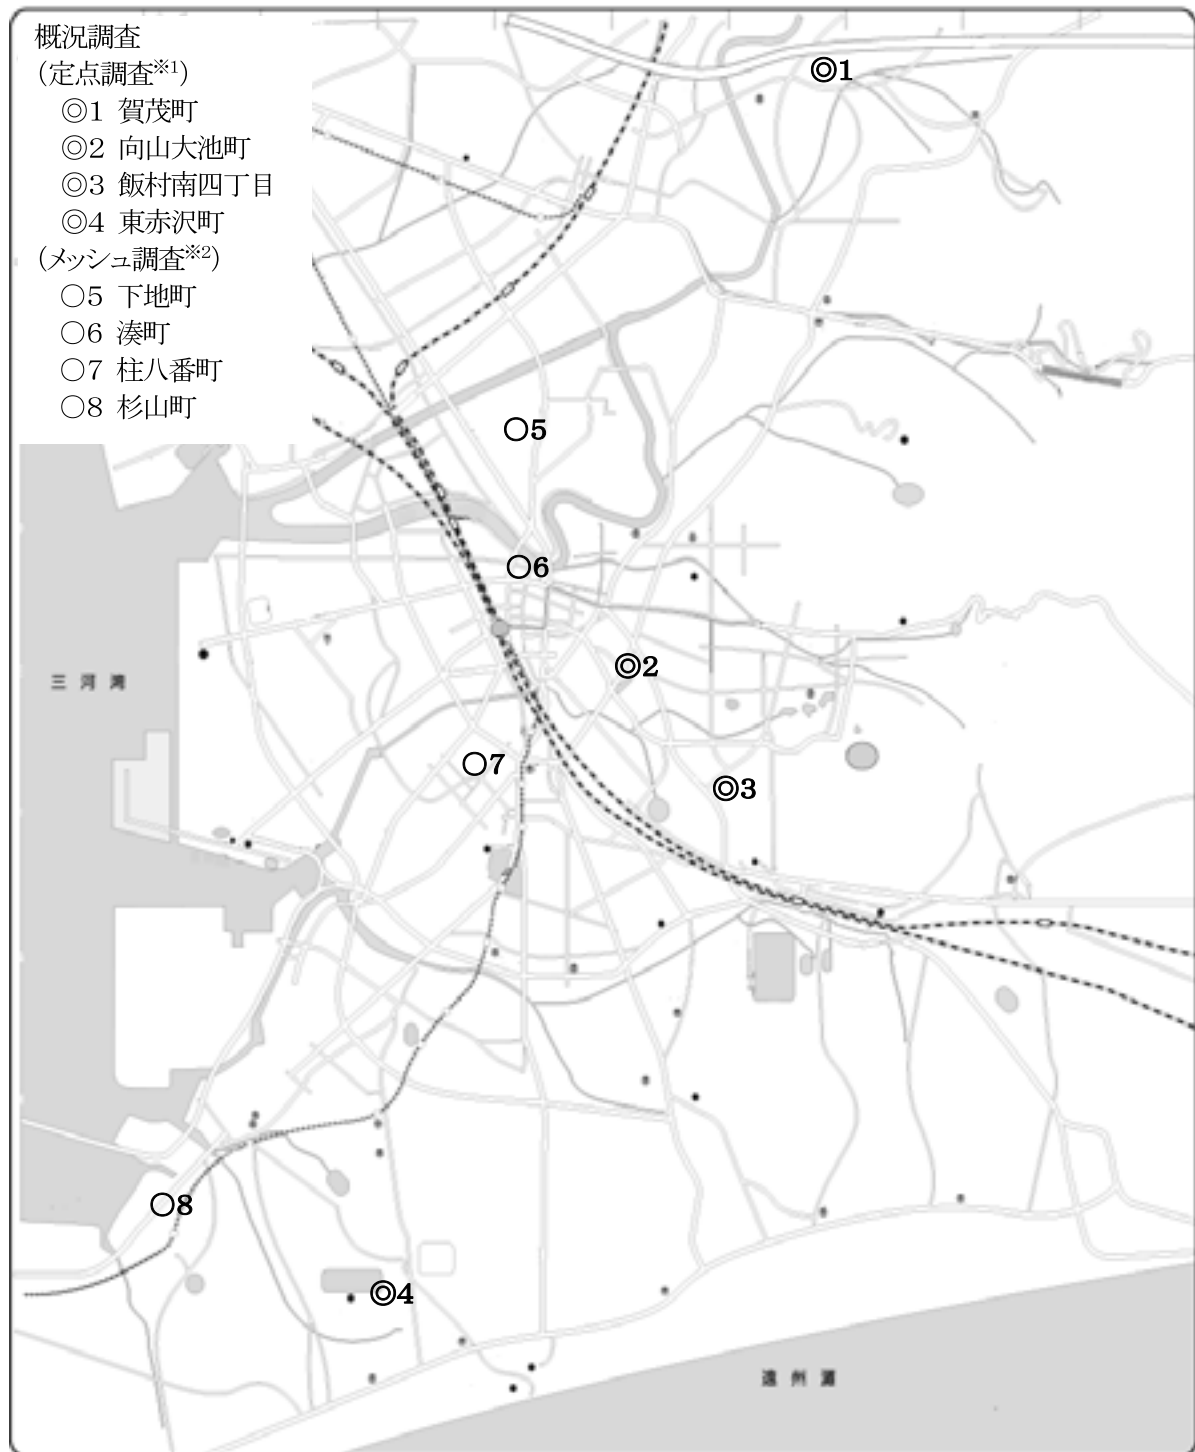 概況調査
（定点調査※1）
◎1 賀茂町
◎2 向山大池町
◎3 飯村南四丁目
◎4 東赤沢町
（メッシュ調査※2）
○5 下地町
○6 湊町
○7 柱八番町
○8 杉山町
◎1
○5
○6
◎2
三河湾
○7
◎3
○8
◎4
遠州灘